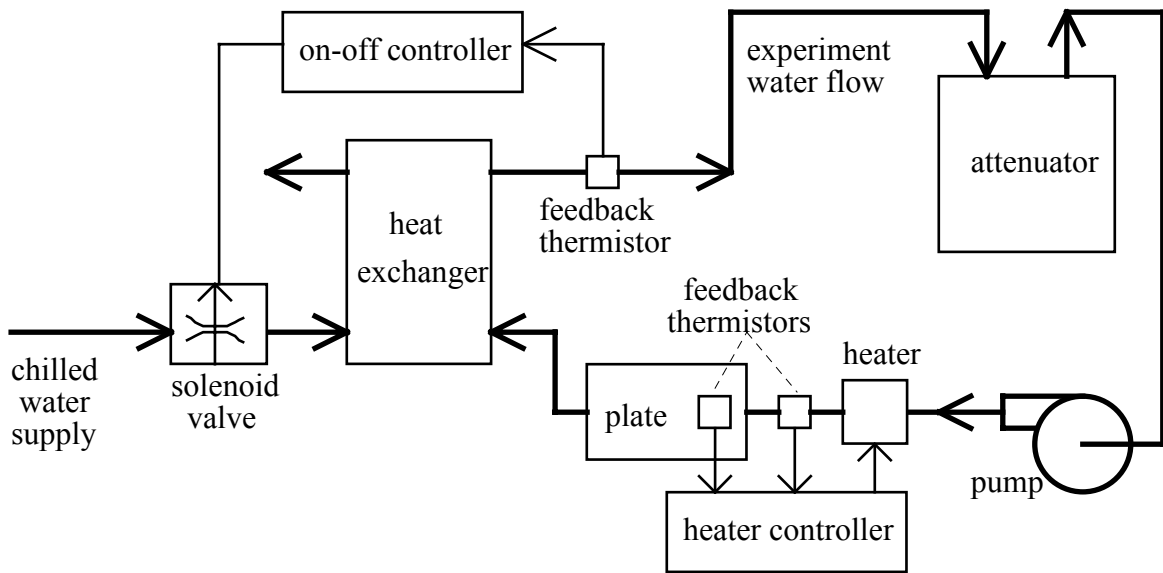 on-off controller
experiment
water flow
attenuator
feedback
thermistor
heat
exchanger
feedback
thermistors
chilled
water
supply
solenoid
valve
heater
plate
pump
heater controller